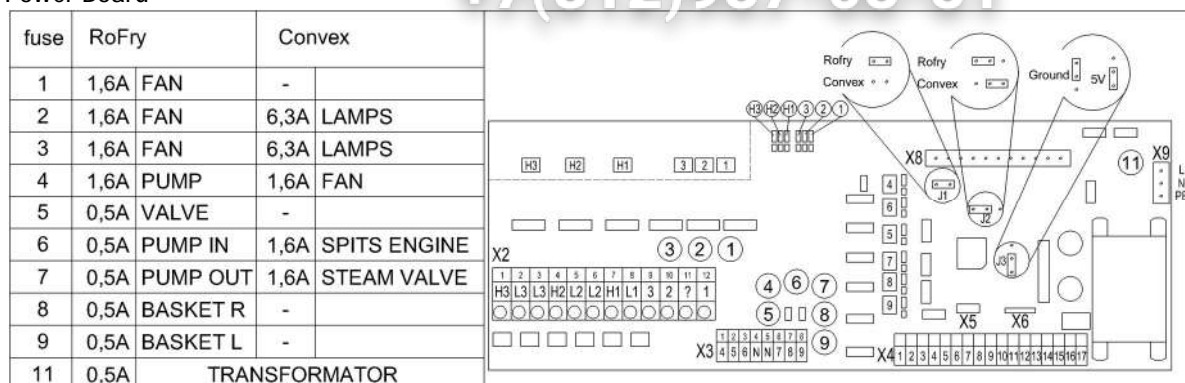 fuse RoFry Convex
1 1,6A FAN -
2 1,6A FAN 6,3A LAMPS
3 1,6A FAN 6,3A LAMPS
4 1,6A PUMP 1,6A FAN
5 0,5A VALVE -
6 0,5A PUMP IN 1,6A SPITS ENGINE
7 0,5A PUMP OUT 1,6A STEAM VALVE
8 0,5A BASKET R -
9 0,5A BASKET L -
11 0,5A TRANSFORMATOR
Rofry
Convex
Rofry
Convex
Ground 5V
H3 H2 H1 3 2 1
H3 H2 H1 3 2 1
X8
11
X9
L
N
PE
J1
J2
J3
4
6
5
7
8
9
3 2 1
X2
1 2 3 4 5 6 7 8 9 10 11 12
H3 L3 L3 H2 L2 L2 H1 L1 3 2 ? 1
4 6 7
5 8
9
X5 X6
1 2 3 4 5 6 7 8
X3 4 5 6 N N 7 8 9
X4 1 2 3 4 5 6 7 8 9 10 11 12 13 14 15 16 17